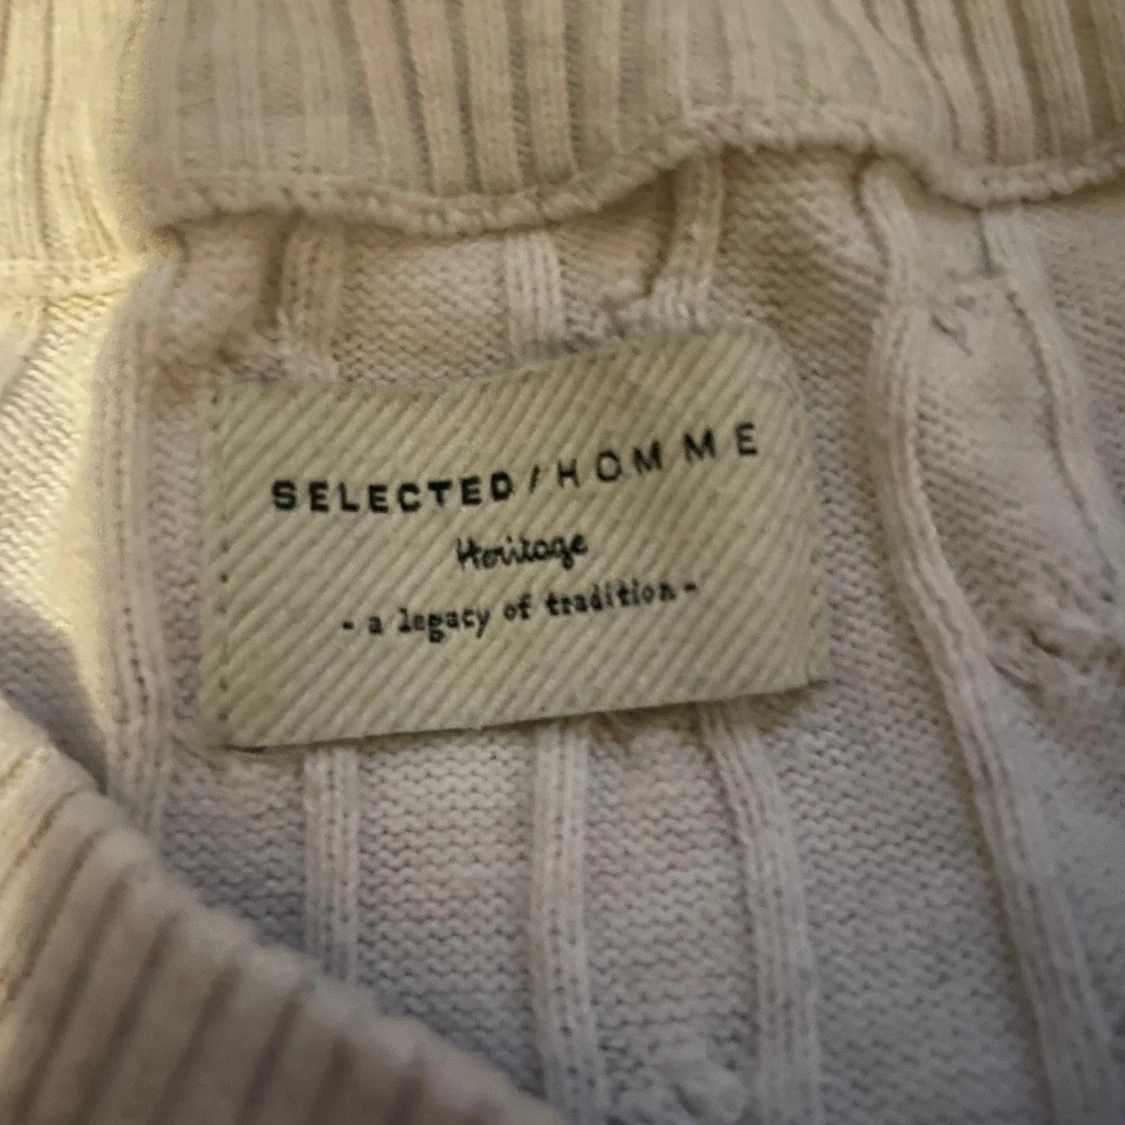 SELECTED/HOMME
Heritage
- a legacy of tradition -